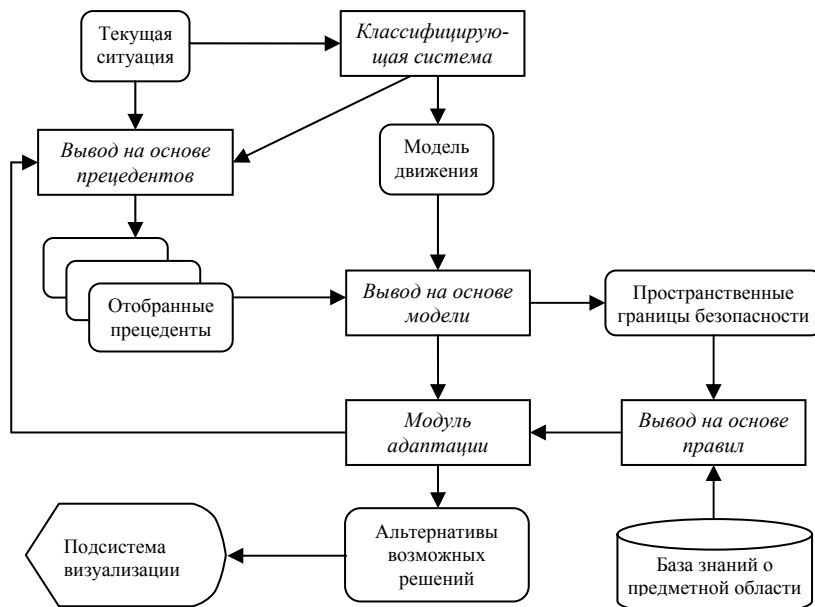 Текущая
ситуация
Классифицирую-
щая система
Вывод на основе
прецедентов
Модель
движения
Отобранные
прецеденты
Вывод на основе
модели
Пространственные
границы безопасности
Модуль
адаптации
Вывод на основе
правил
Подсистема
визуализации
Альтернативы
возможных
решений
База знаний о
предметной области